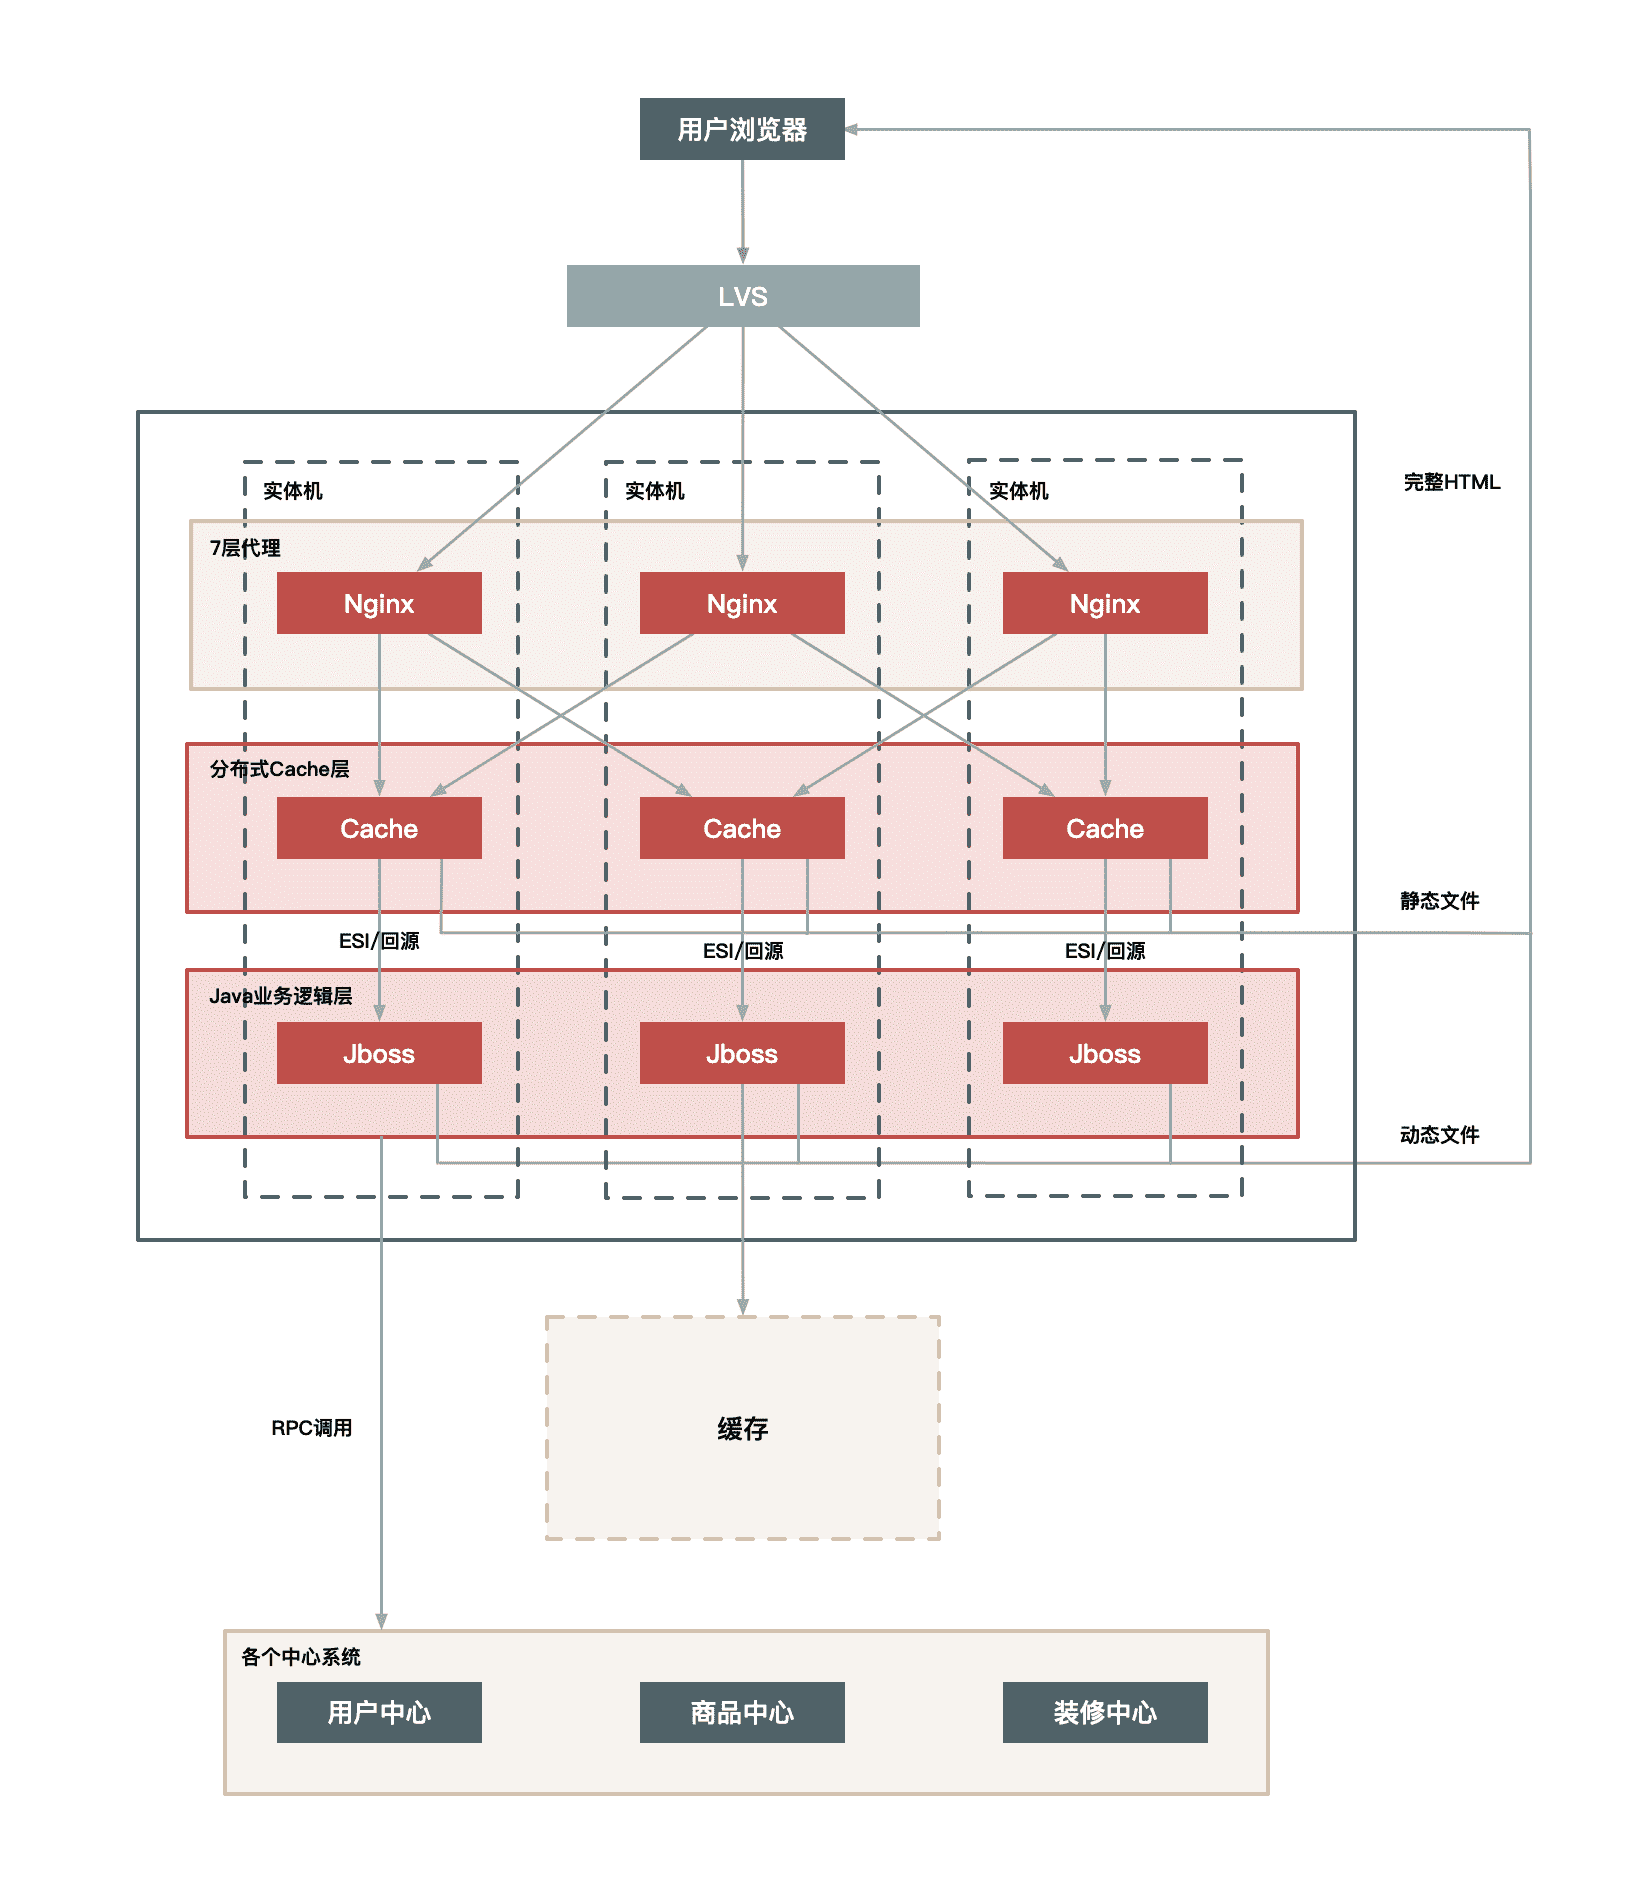 用户浏览器
LVS
完整HTML
实体机
实体机
实体机
7层代理
Nginx
Nginx
Nginx
分布式Cache层
Cache
Cache
Cache
静态文件
ESI/回源
ESI/回源
ESI/回源
Java业务逻辑层
Jboss
Jboss
Jboss
动态文件
RPC调用
缓存
各个中心系统
用户中心
商品中心
装修中心